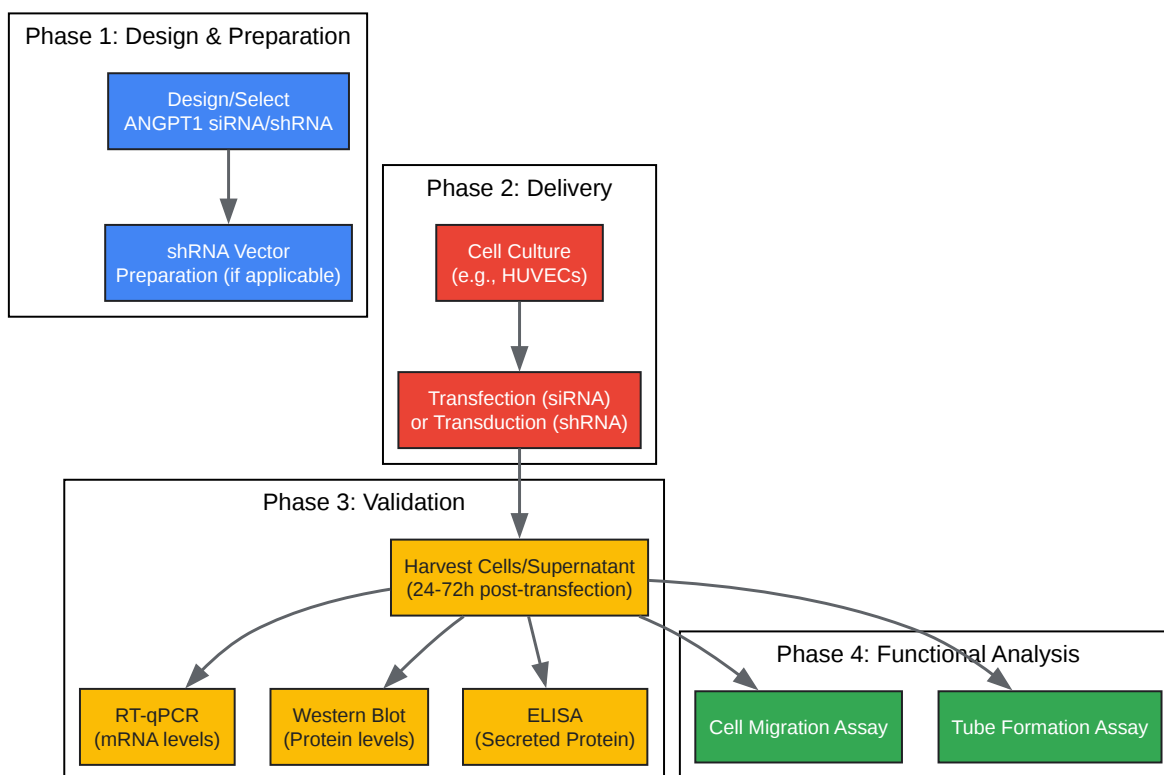 Phase 1: Design & Preparation
Design/Select
ANGPT1 siRNA/shRNA
shRNA Vector
Preparation (if applicable)
Phase 2: Delivery
Cell Culture
(e.g., HUVECs)
Transfection (siRNA)
or Transduction (shRNA)
Phase 3: Validation
Harvest Cells/Supernatant
(24-72h post-transfection)
RT-qPCR
(mRNA levels)
Western Blot
(Protein levels)
ELISA
(Secreted Protein)
Phase 4: Functional Analysis
Cell Migration Assay
Tube Formation Assay